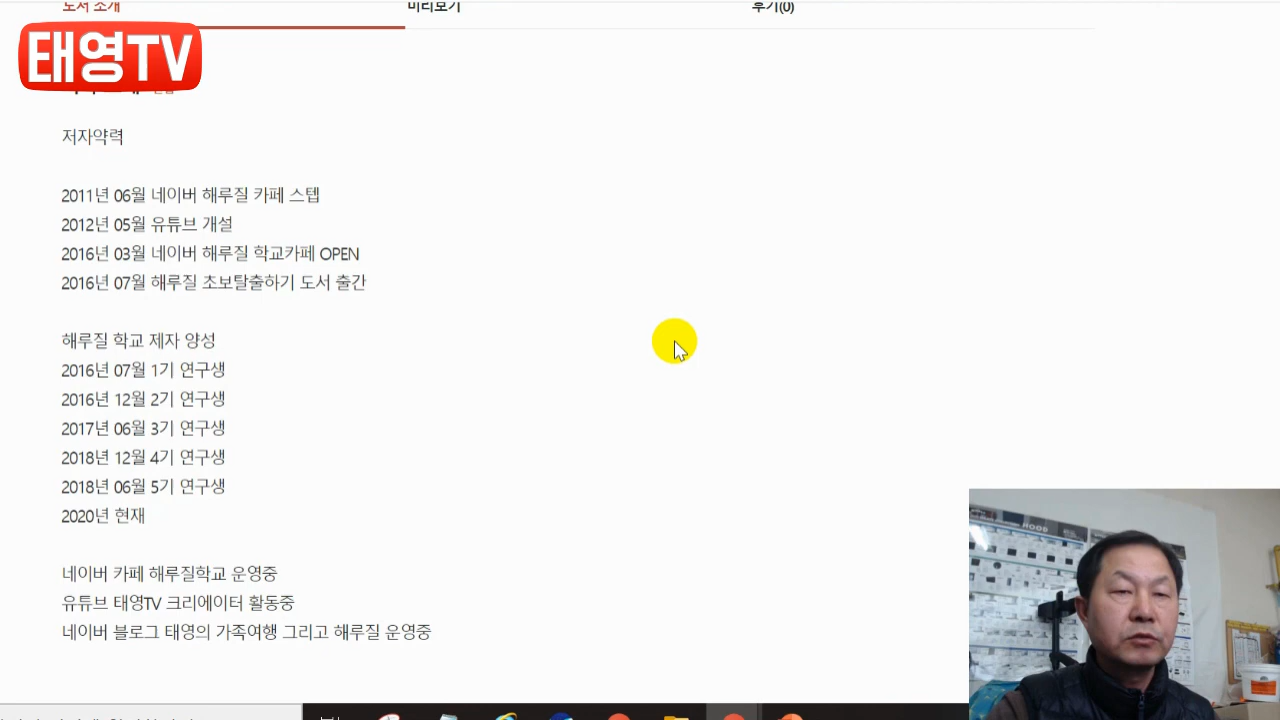 도서 소개
미리보기
후기(0)
태영TV
저자약력
2011년 06월 네이버 해루질 카페 스텝
2012년 05월 유튜브 개설
2016년 03월 네이버 해루질 학교카페 OPEN
2016년 07월 해루질 초보탈출하기 도서 출간
해루질 학교 제자 양성
2016년 07월 1기 연구생
2016년 12월 2기 연구생
2017년 06월 3기 연구생
2018년 12월 4기 연구생
2018년 06월 5기 연구생
2020년 현재
네이버 카페 해루질학교 운영중
유튜브 태영TV 크리에이터 활동중
네이버 블로그 태영의 가족여행 그리고 해루질 운영중